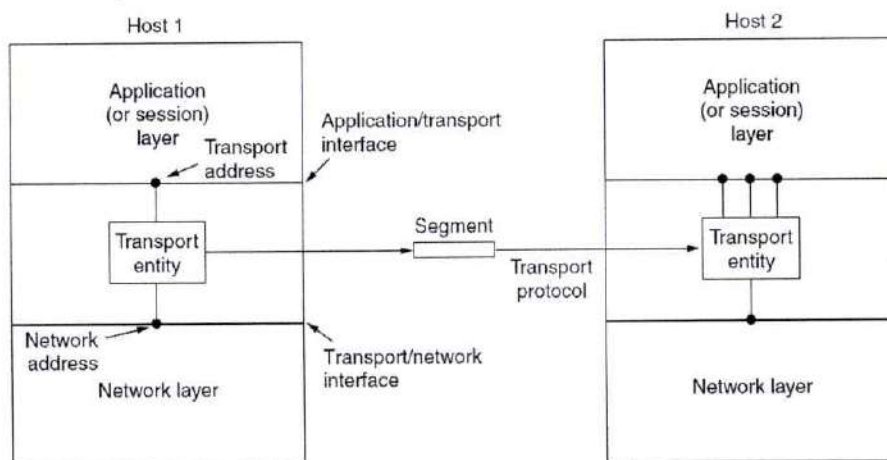 Host 1
Host 2
Application
(or session)
layer
Application
(or session)
layer
Transport
address
Application/transport
interface
Segment
Transport
entity
Transport
protocol
Transport
entity
Network
address
Transport/network
interface
Network layer
Network layer